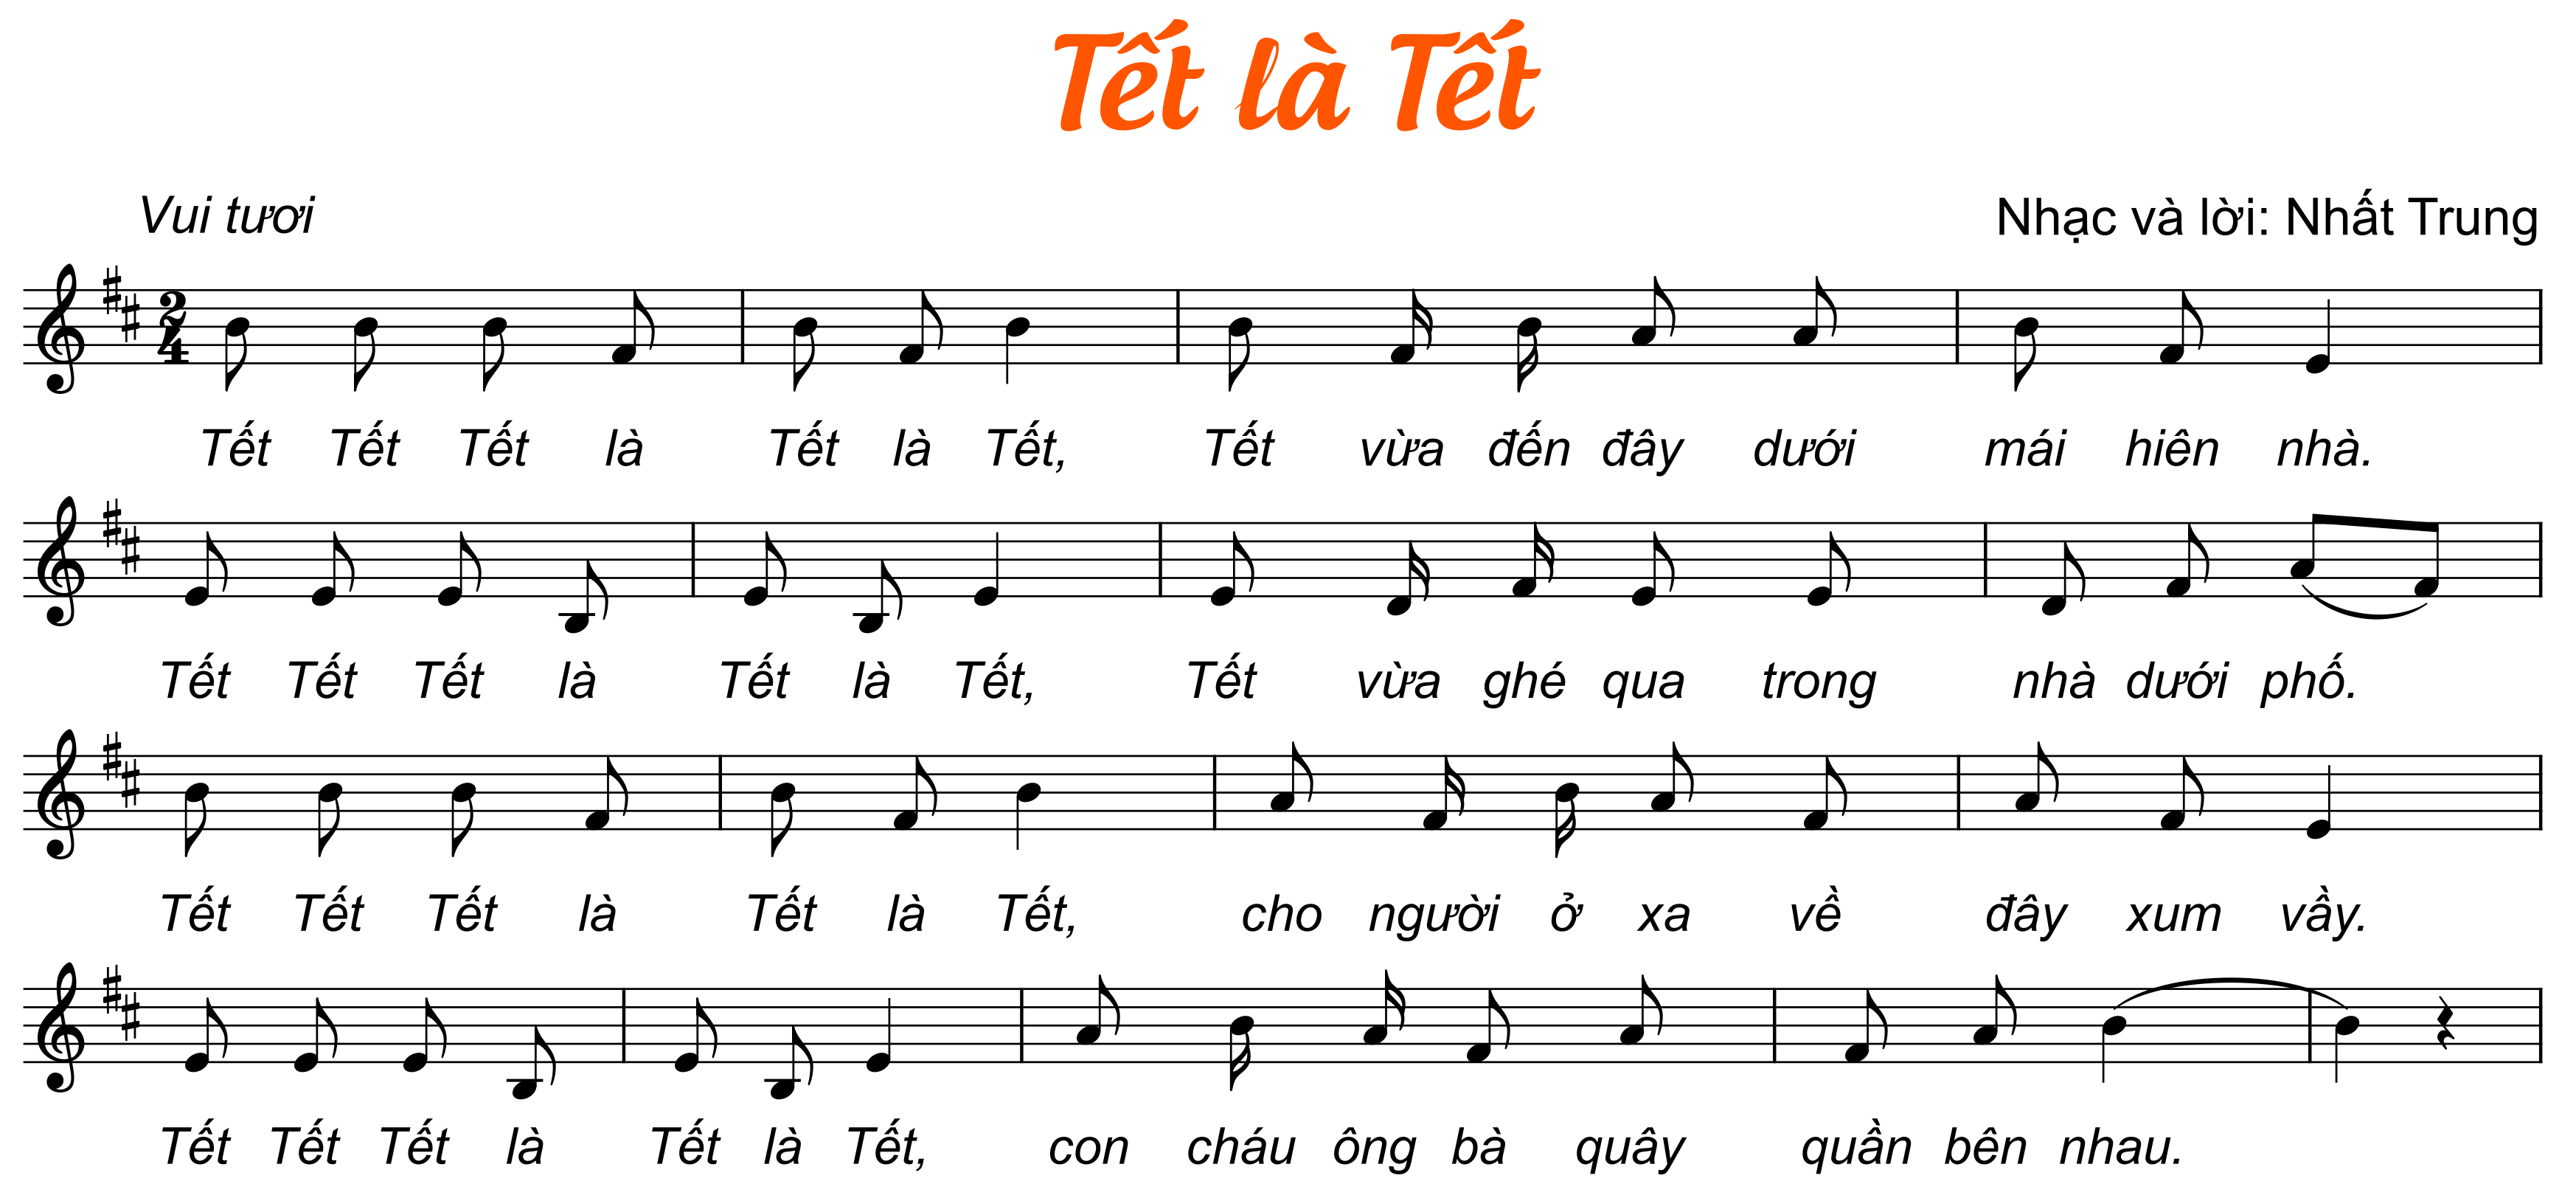 Tết là Tết
Vui tươi
Nhạc và lời: Nhất Trung
2
4
Tết Tết Tết là Tết là Tết, Tết vừa đến đây dưới mái hiên nhà.
Tết Tết Tết là Tết là Tết, Tết vừa ghé qua trong nhà dưới phố.
Tết Tết Tết là Tết là Tết, cho người ở xa về đây xum vầy.
Tết Tết Tết là Tết là Tết, con cháu ông bà quây quần bên nhau.